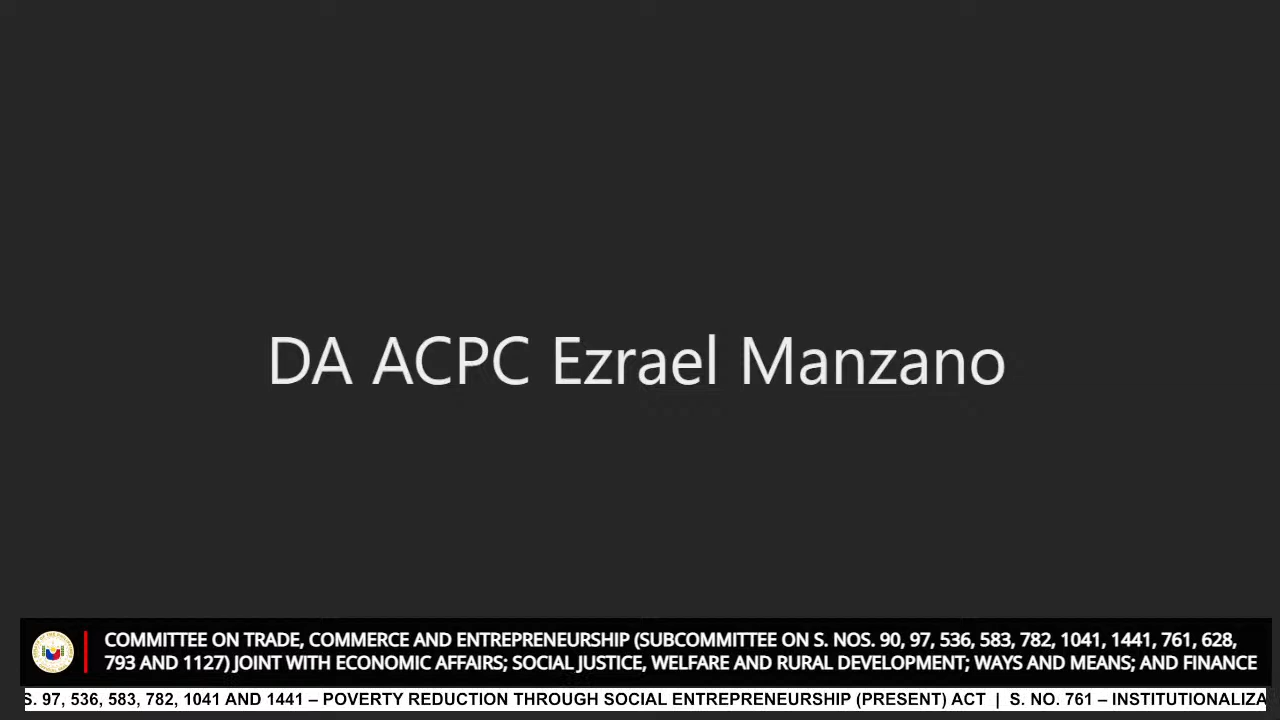 DA ACPC Ezrael Manzano
COMMITTEE ON TRADE, COMMERCE AND ENTREPRENEURSHIP (SUBCOMMITTEE ON S. NOS. 90, 97, 536, 583, 782, 1041, 1441, 761, 628,
793 AND 1127) JOINT WITH ECONOMIC AFFAIRS; SOCIAL JUSTICE, WELFARE AND RURAL DEVELOPMENT; WAYS AND MEANS; AND FINANCE
S. 97, 536, 583, 782, 1041 AND 1441 – POVERTY REDUCTION THROUGH SOCIAL ENTREPRENEURSHIP (PRESENT) ACT | S. NO. 761 – INSTITUTIONALIZA